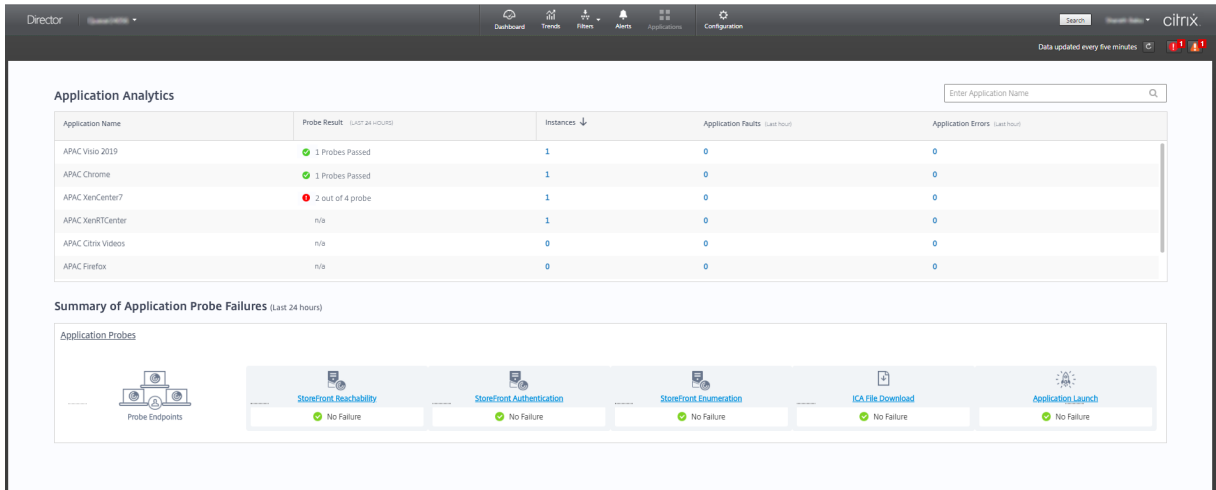 Director
Dashboard Trends Filters Alerts Applications Configuration
Search
citrix
Data updated every five minutes
1 1
Application Analytics
Enter Application Name
Application Name Probe Result (LAST 24 HOURS) Instances Application Faults (Last hour) Application Errors (Last hour)
APAC Visio 2019 1 Probes Passed 1 0 0
APAC Chrome 1 Probes Passed 1 0 0
APAC XenCenter7 2 out of 4 probe 1 0 0
APAC XenRTCenter n/a 1 0 0
APAC Citrix Videos n/a 0 0 0
APAC Firefox n/a 0 0 0
Summary of Application Probe Failures (Last 24 hours)
Application Probes
Probe Endpoints
StoreFront Reachability StoreFront Authentication StoreFront Enumeration ICA File Download Application Launch
No Failure No Failure No Failure No Failure No Failure